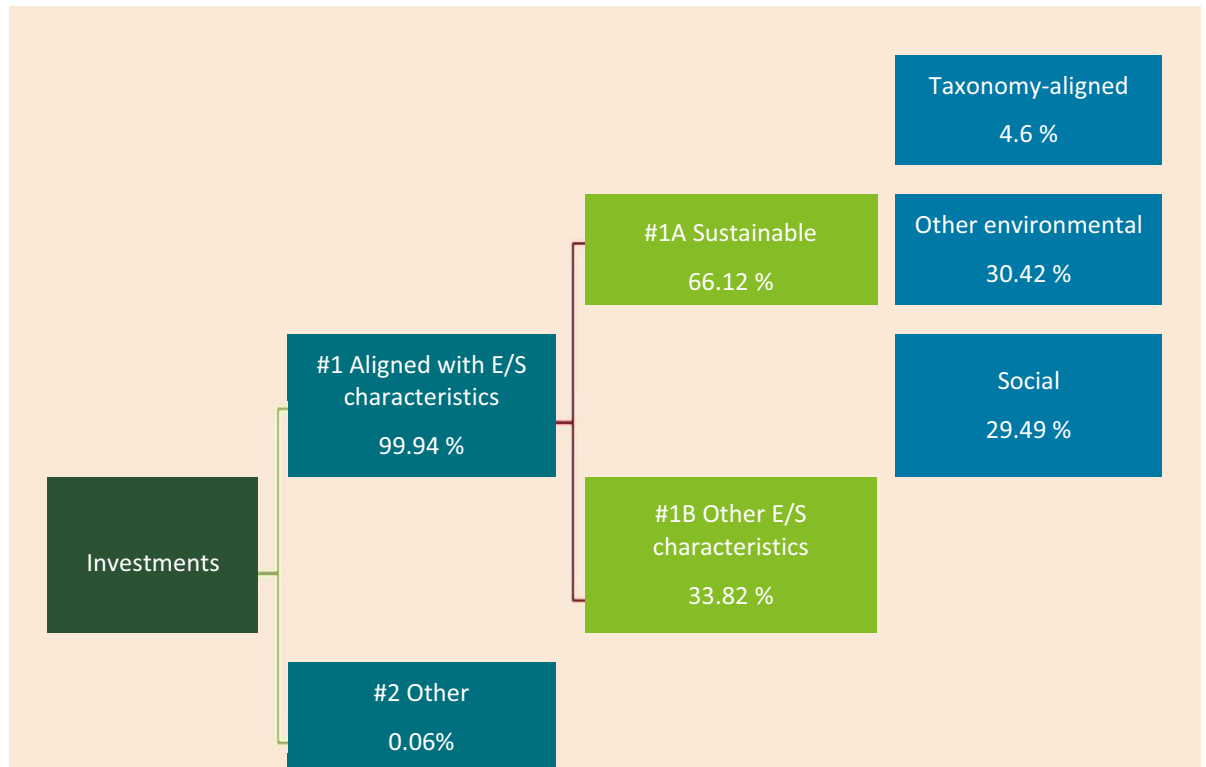 Taxonomy-aligned
4.6 %
#1A Sustainable
66.12 %
Other environmental
30.42 %
#1 Aligned with E/S
characteristics
99.94 %
Social
29.49 %
Investments
#1B Other E/S
characteristics
33.82 %
#2 Other
0.06%